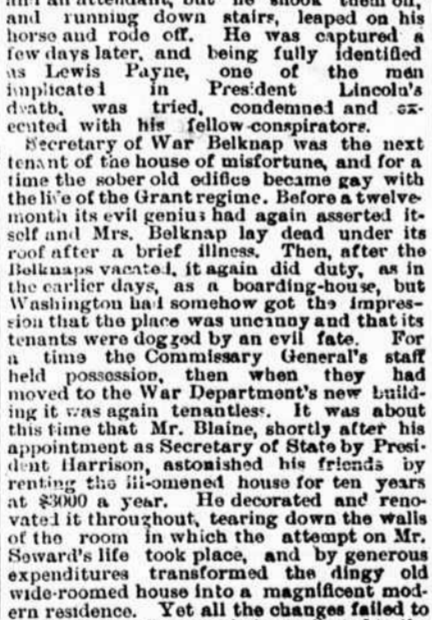 and an attendant, but he shook them off,
and running down stairs, leaped on his
horse and rode off. He was captured a
few days later, and being fully identified
as Lewis Payne, one of the men
implicated in President Lincoln's
death, was tried, condemned and ex-
ecuted with his fellow-conspirators.
Secretary of War Belknap was the next
tenant of the house of misfortune, and for a
time the sober old edifice became gay with
the life of the Grant regime. Before a twelve-
month its evil genius had again asserted it-
self and Mrs. Belknap lay dead under its
roof after a brief illness. Then, after the
Belknaps vacated, it again did duty, as in
the earlier days, as a boarding-house, but
Washington had somehow got the impres-
sion that the place was uncinny and that its
tenants were dogged by an evil fate. For
a time the Commissary General's staff
held possession, then when they had
moved to the War Department's new build-
ing it was again tenantless. It was about
this time that Mr. Blaine, shortly after his
appointment as Secretary of State by Presi-
dent Harrison, astonished his friends by
renting the ill-omened house for ten years
at $3000 a year. He decorated and reno-
vated it throughout, tearing down the walls
of the room in which the attempt on Mr.
Seward's life took place, and by generous
expenditures transformed the dingy old
wide-roomed house into a magnificent mod-
ern residence. Yet all the changes failed to